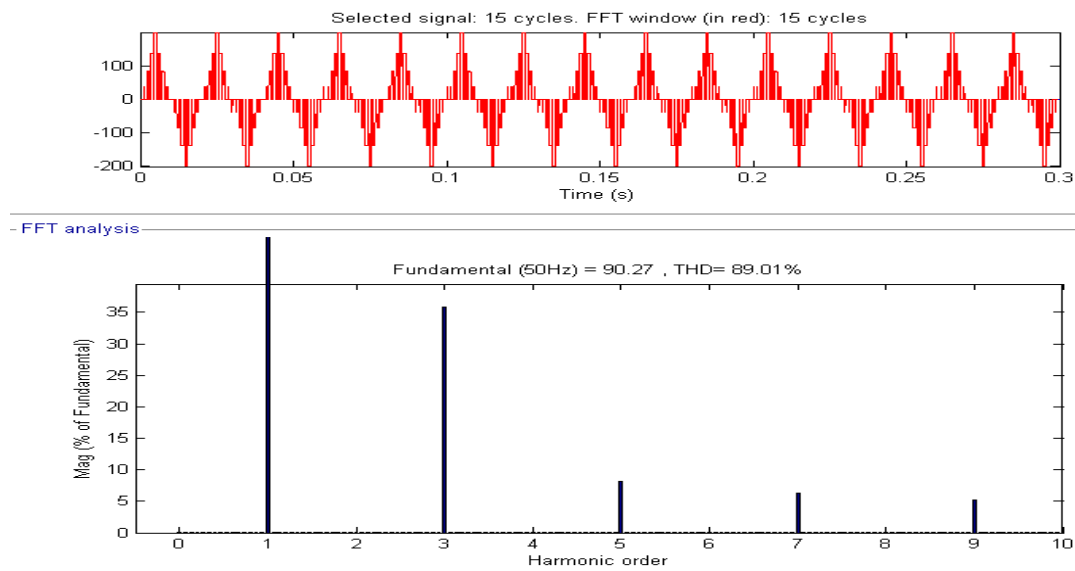 Selected signal: 15 cycles. FFT window (in red): 15 cycles
100
0
-100
-200
0 0.05 0.1 0.15 0.2 0.25 0.3
Time (s)
FFT analysis
Fundamental (50Hz) = 90.27 , THD= 89.01%
Mag (% of Fundamental)
35
30
25
20
15
10
5
0
0 1 2 3 4 5 6 7 8 9 10
Harmonic order